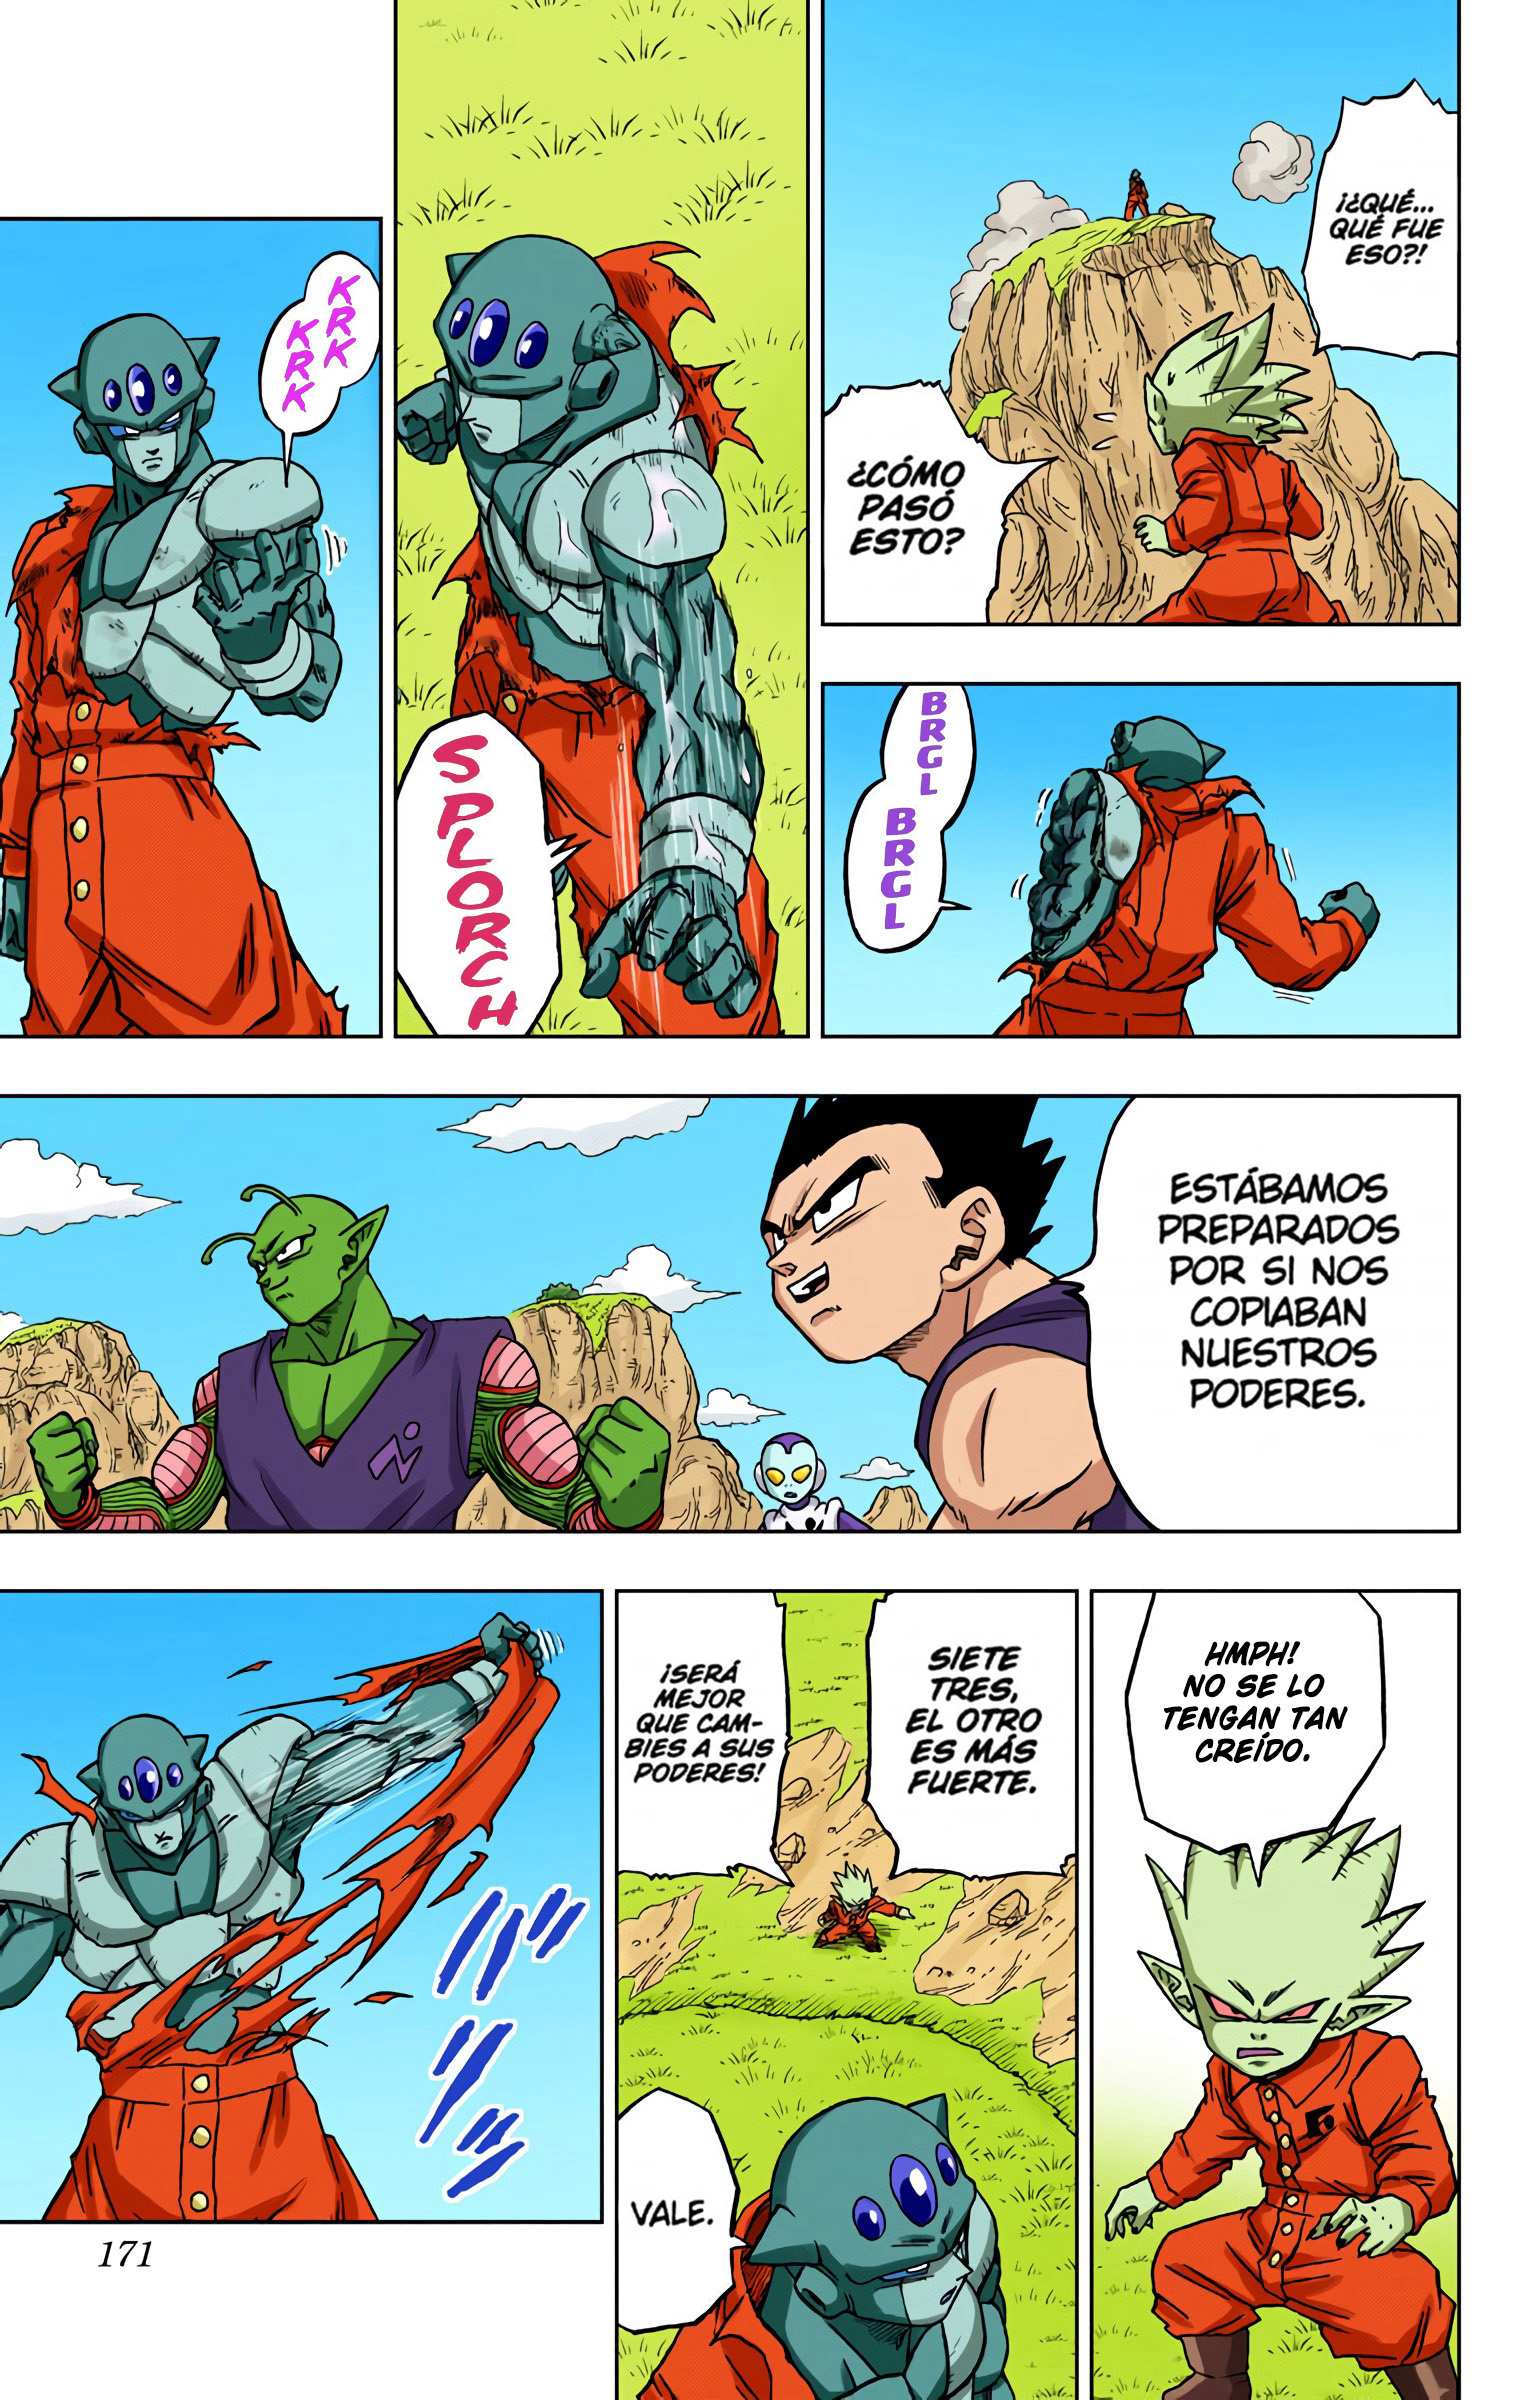 ¡¿QUÉ...
QUÉ FUE
ESO?!
¿CÓMO
PASÓ
ESTO?
BRGL
BRGL
SPLORCH
KRK
KRK
ESTÁBAMOS
PREPARADOS
POR SI NOS
COPIABAN
NUESTROS
PODERES.
HMPH!
NO SE LO
TENGAN TAN
CREÍDO.
SIETE
TRES,
EL OTRO
ES MÁS
FUERTE.
¡SERÁ
MEJOR
QUE CAM-
BIES A SUS
PODERES!
VALE.
バッ
171